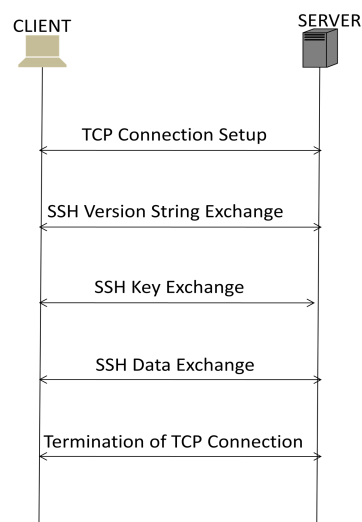 CLIENT
SERVER
TCP Connection Setup
SSH Version String Exchange
SSH Key Exchange
SSH Data Exchange
Termination of TCP Connection